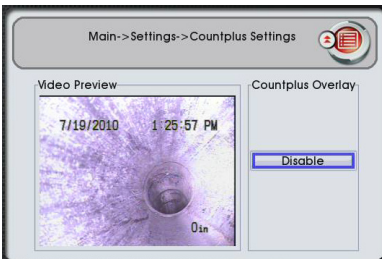 Main->Settings->Countplus Settings
Video Preview
Countplus Overlay
7/19/2010 1:25:57 PM
Disable
0in